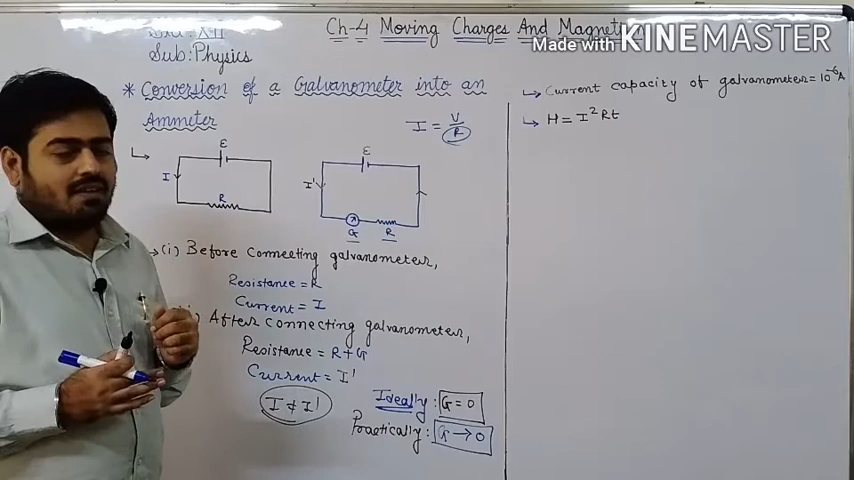 Ch-4 Moving Charges And Magnetism
Made with KINEMASTER
Sub: Physics
* Conversion of a Galvanometer into an
Ammeter
I = V/R
ε
I
R
ε
I'
G
R
(i) Before connecting galvanometer,
Resistance = R
Current = I
After connecting galvanometer,
Resistance = R+G
Current = I'
I ≠ I'
Ideally : G = 0
Practically : G → 0
↳ Current capacity of galvanometer = 10⁻⁶A
↳ H = I²Rt